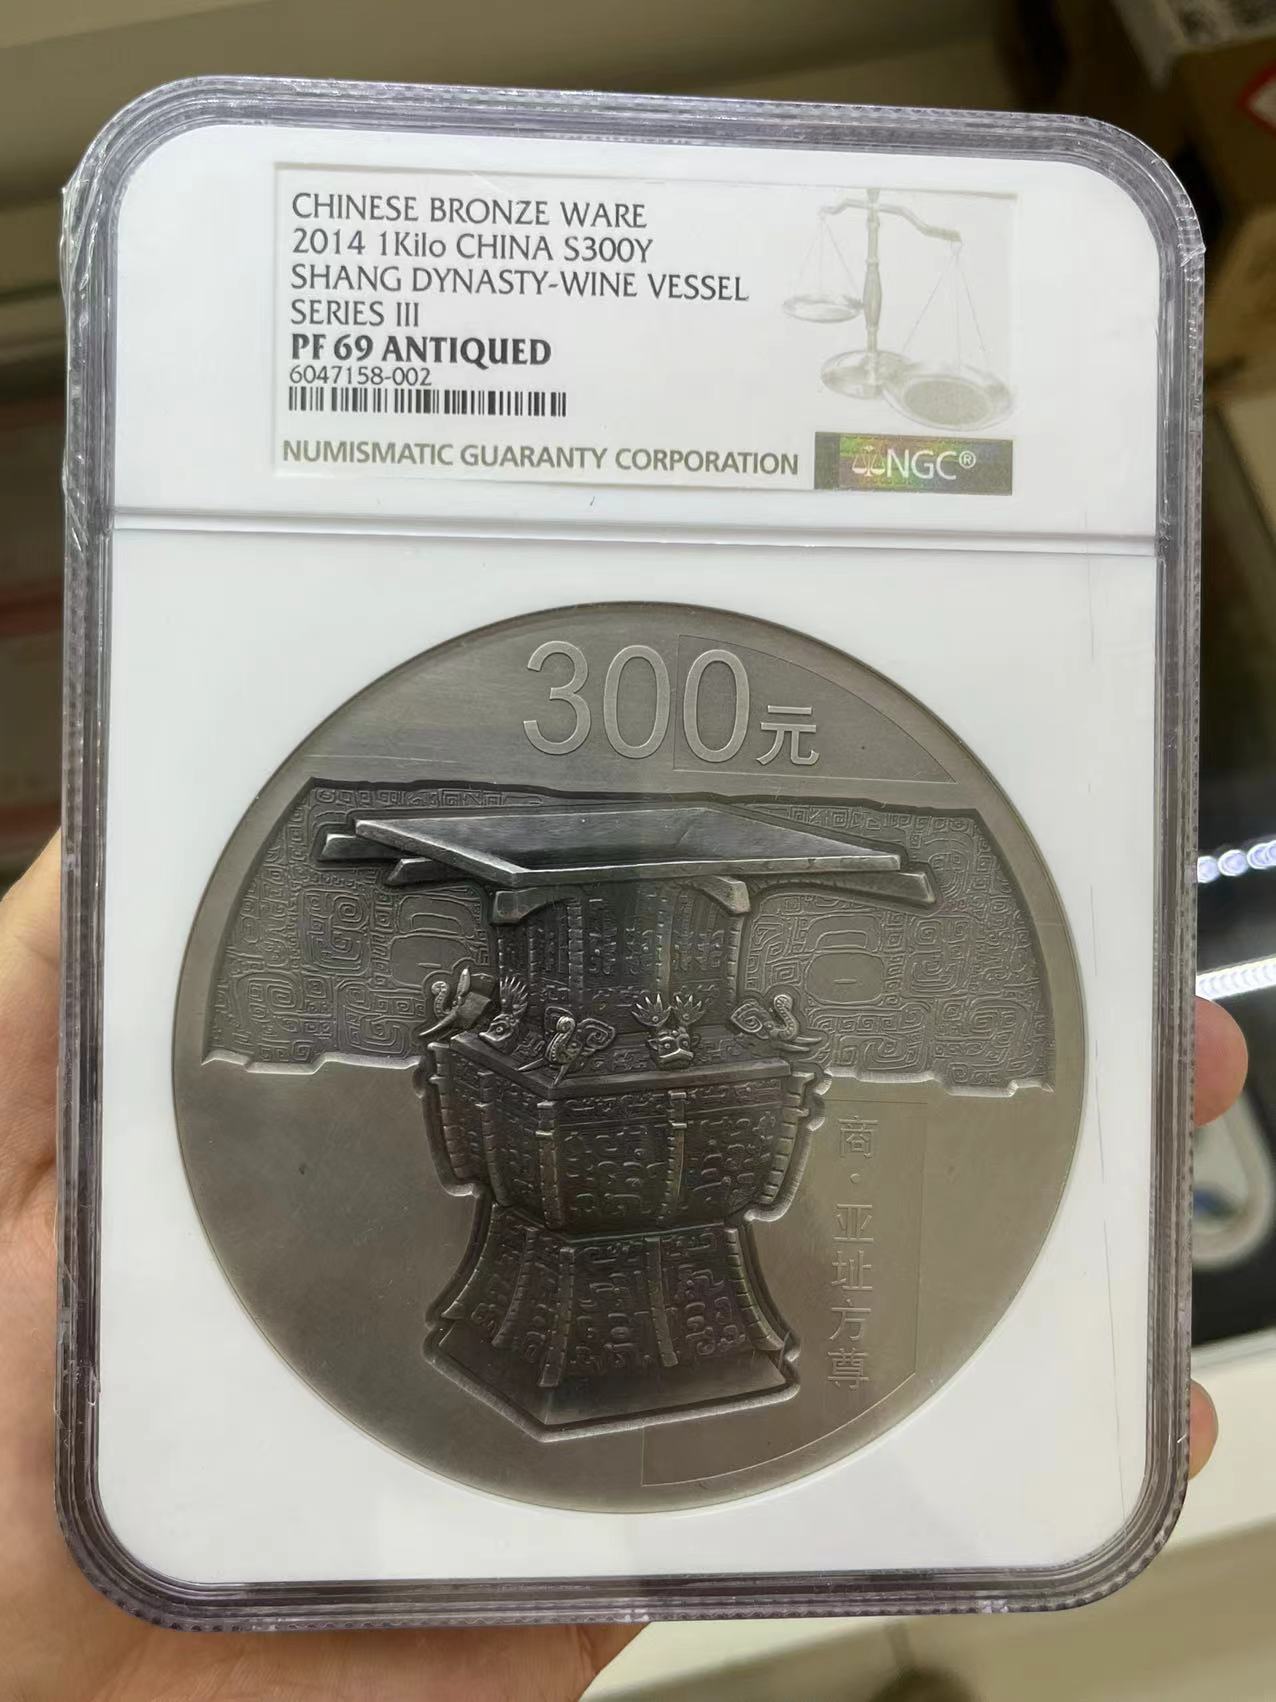 CHINESE BRONZE WARE
2014 1Kilo CHINA S300Y
SHANG DYNASTY-WINE VESSEL
SERIES III
PF 69 ANTIQUED
6047158-002
NUMISMATIC GUARANTY CORPORATION
NGC®
300元
商·亚址方尊